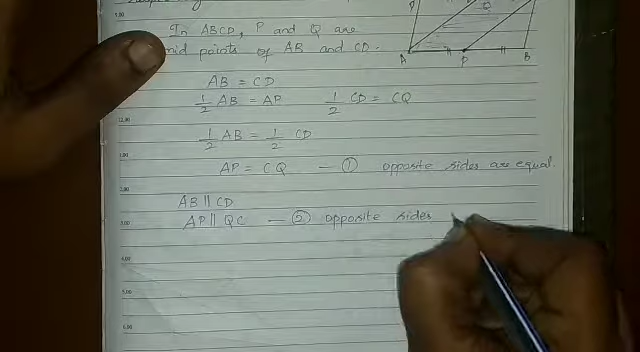 In ABCD, P and Q are
mid points of AB and CD.
AB = CD
1/2 AB = AP 1/2 CD = CQ
1/2 AB = 1/2 CD
AP = CQ — ① opposite sides are equal.
AB || CD
AP || QC — ② opposite sides
A P B